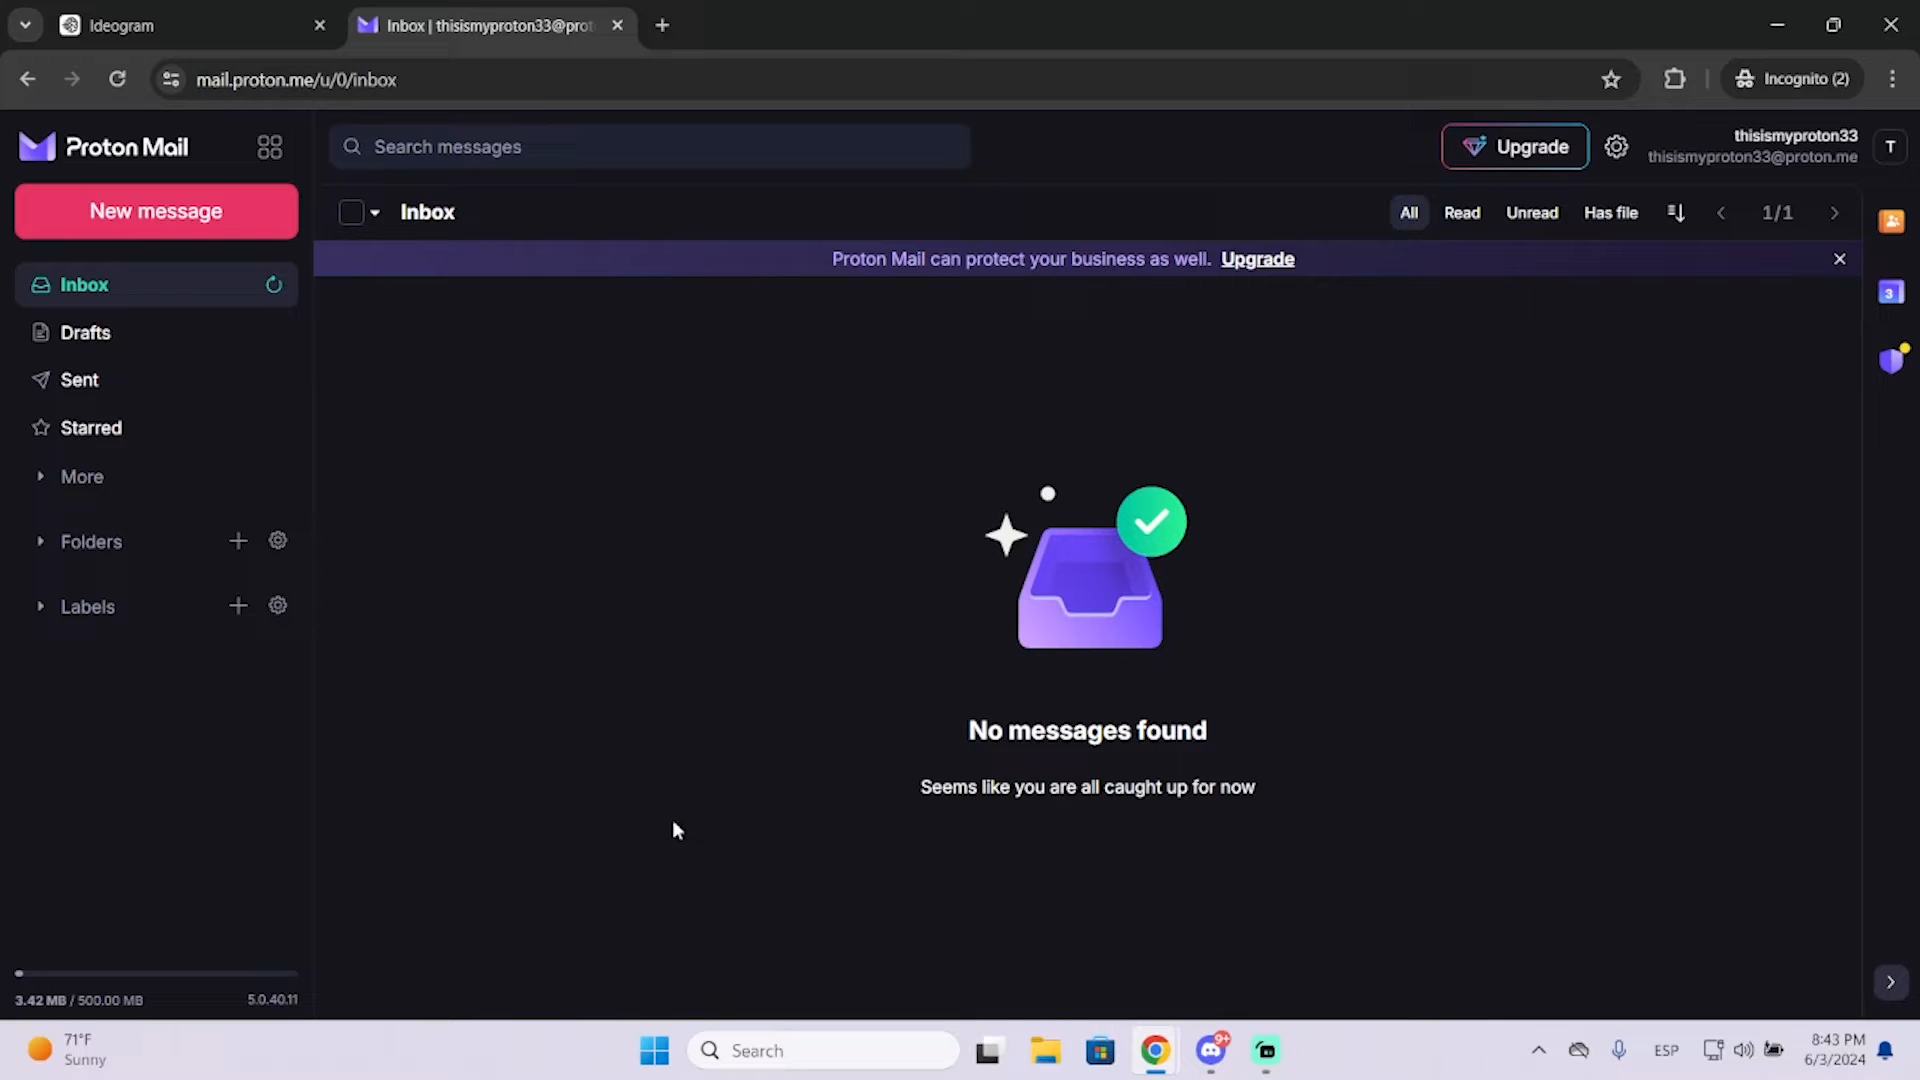 Ideogram
Inbox | thisismyproton33@prot
mail.proton.me/u/0/inbox
Incognito (2)
Proton Mail
Search messages
Upgrade
thisismyproton33
thisismyproton33@proton.me
T
New message
Inbox
All
Read
Unread
Has file
1/1
Proton Mail can protect your business as well. Upgrade
Inbox
3
Drafts
Sent
Starred
More
Folders
Labels
No messages found
Seems like you are all caught up for now
3.42 MB / 500.00 MB
5.0.40.11
71°F
Sunny
Search
9+
ESP
8:43 PM
6/3/2024